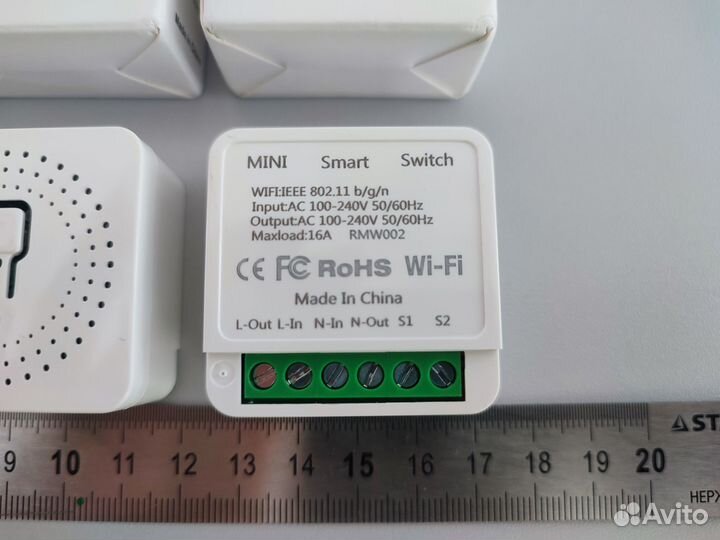 MINI Smart Switch
WIFI:IEEE 802.11 b/g/n
Input:AC 100-240V 50/60Hz
Output:AC 100-240V 50/60Hz
Maxload:16A RMW002
CE FC RoHS Wi-Fi
Made In China
L-Out L-In N-In N-Out S1 S2
9 10 11 12 13 14 15 16 17 18 19 20
Avito